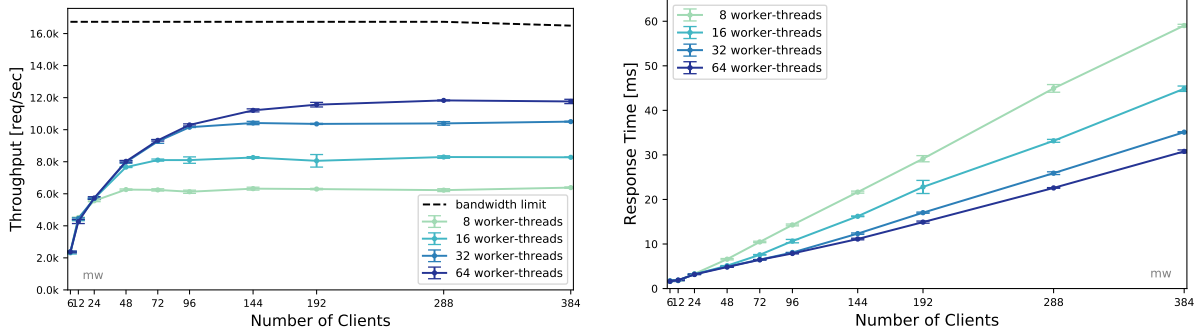 Throughput [req/sec]
16.0k
14.0k
12.0k
10.0k
8.0k
6.0k
4.0k
2.0k
0.0k
bandwidth limit
8 worker-threads
16 worker-threads
32 worker-threads
64 worker-threads
mw
6 12 24 48 72 96 144 192 288 384
Number of Clients
Response Time [ms]
60
50
40
30
20
10
0
8 worker-threads
16 worker-threads
32 worker-threads
64 worker-threads
mw
6 12 24 48 72 96 144 192 288 384
Number of Clients